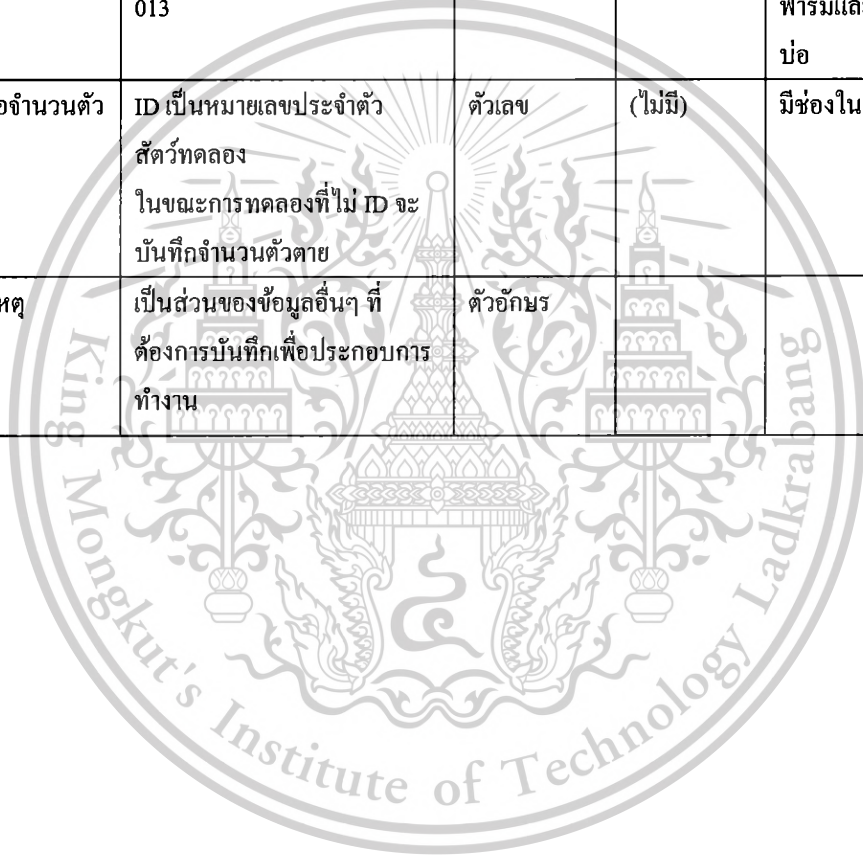 013
ฟาร์มและ
บ่อ
อจำนวนตัว
ID เป็นหมายเลขประจำตัว
สัตว์ทดลอง
ในขณะการทดลองที่ไม่ ID จะ
บันทึกจำนวนตัวตาย
ตัวเลข
(ไม่มี)
มีช่องใน
หตุ
เป็นส่วนของข้อมูลอื่นๆ ที่
ต้องการบันทึกเพื่อประกอบการ
ทำงาน
ตัวอักษร
King Mongkut's Institute of Technology Ladkrabang